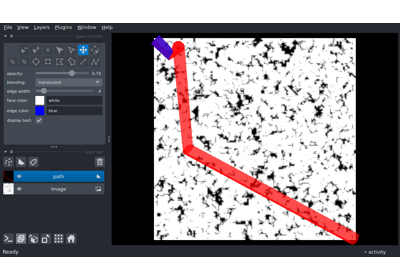 File View Layers Plugins Window Help
opacity: 0.70
blending: translucent
edge width:
face color: white
edge color: blue
display text:
path
Image
Ready
activity